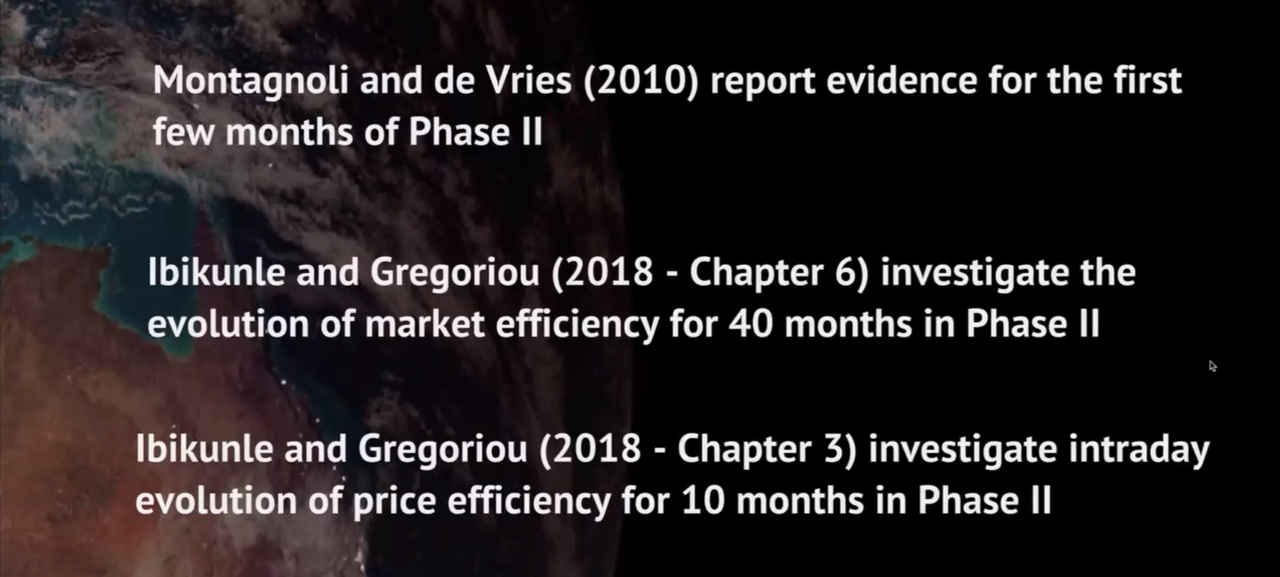 Montagnoli and de Vries (2010) report evidence for the first
few months of Phase II
Ibikunle and Gregoriou (2018 - Chapter 6) investigate the
evolution of market efficiency for 40 months in Phase II
Ibikunle and Gregoriou (2018 - Chapter 3) investigate intraday
evolution of price efficiency for 10 months in Phase II